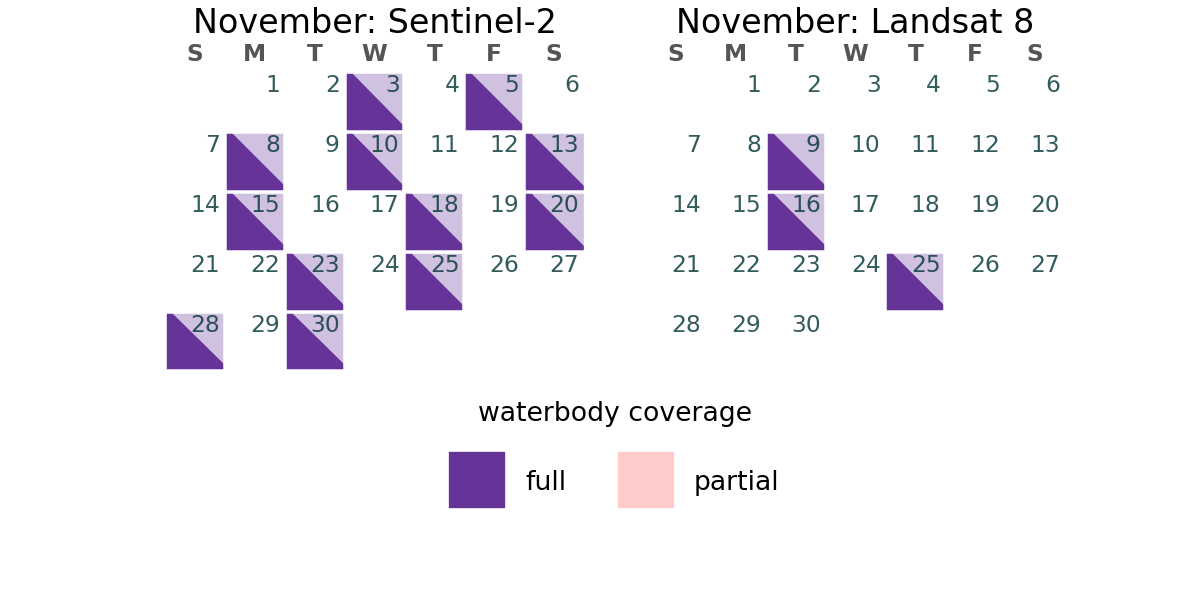 November: Sentinel-2
S M T W T F S
1 2 3 4 5 6
7 8 9 10 11 12 13
14 15 16 17 18 19 20
21 22 23 24 25 26 27
28 29 30
November: Landsat 8
S M T W T F S
1 2 3 4 5 6
7 8 9 10 11 12 13
14 15 16 17 18 19 20
21 22 23 24 25 26 27
28 29 30
waterbody coverage
full partial